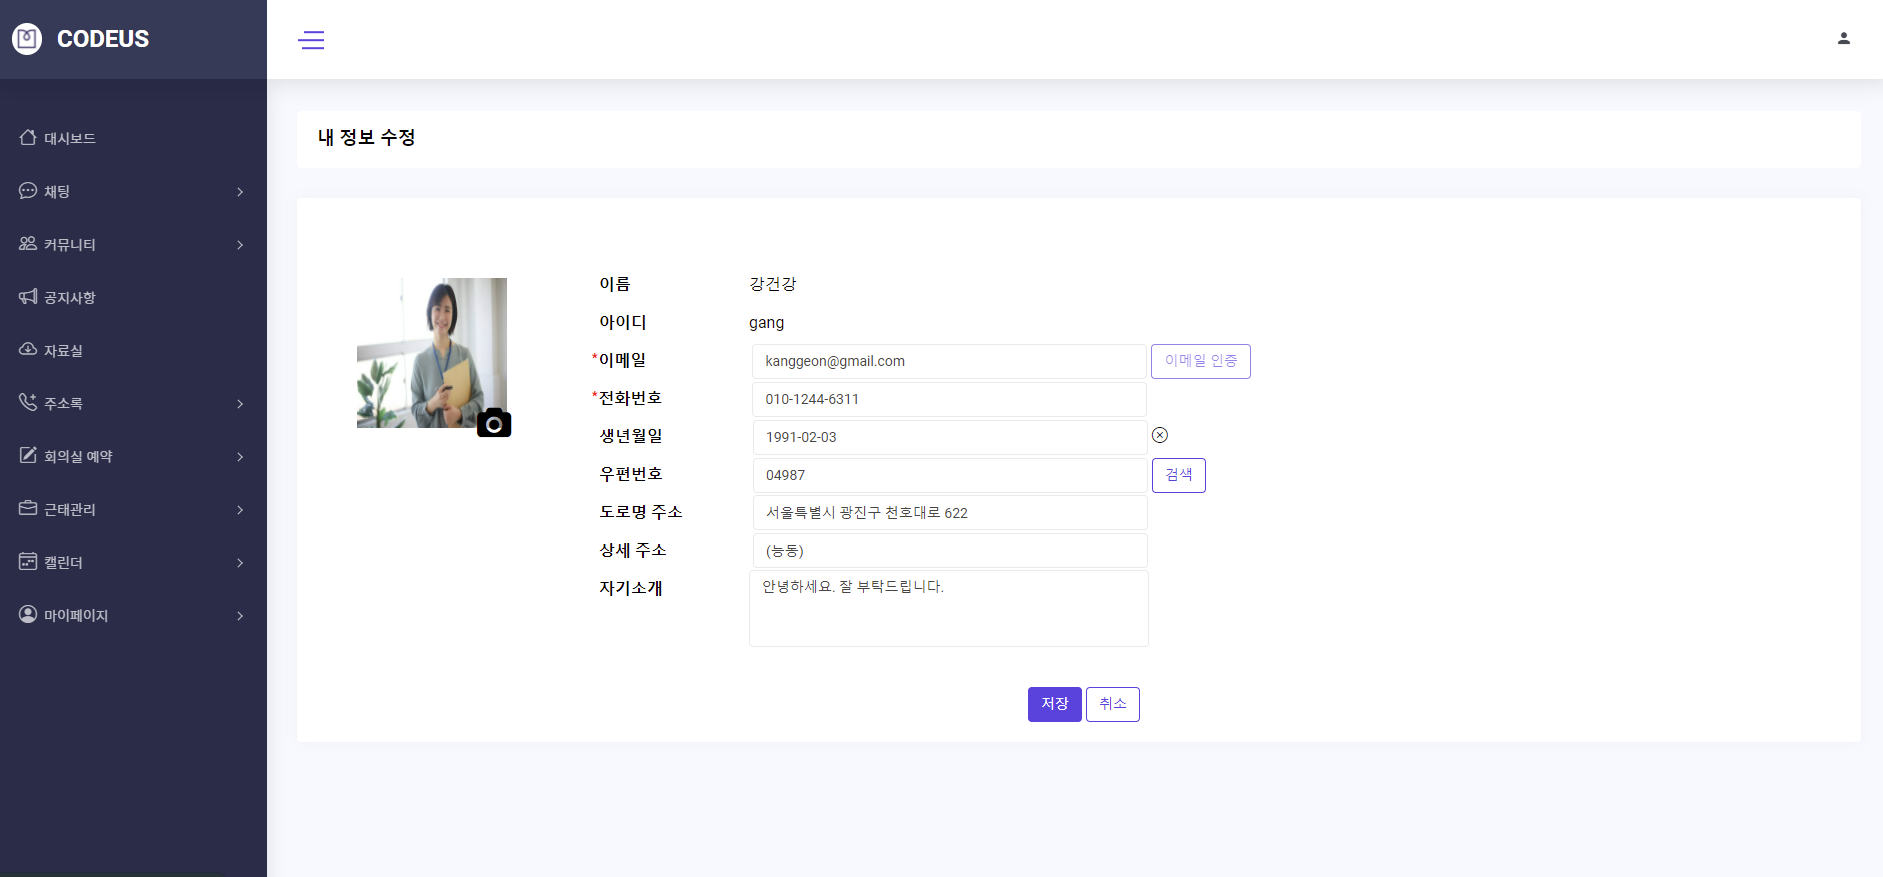 CODEUS
대시보드
채팅
커뮤니티
공지사항
자료실
주소록
회의실 예약
근태관리
캘린더
마이페이지
내 정보 수정
이름 강건강
아이디 gang
*이메일 kanggeon@gmail.com 이메일 인증
*전화번호 010-1244-6311
생년월일 1991-02-03
우편번호 04987 검색
도로명 주소 서울특별시 광진구 천호대로 622
상세 주소 (능동)
자기소개 안녕하세요. 잘 부탁드립니다.
저장 취소